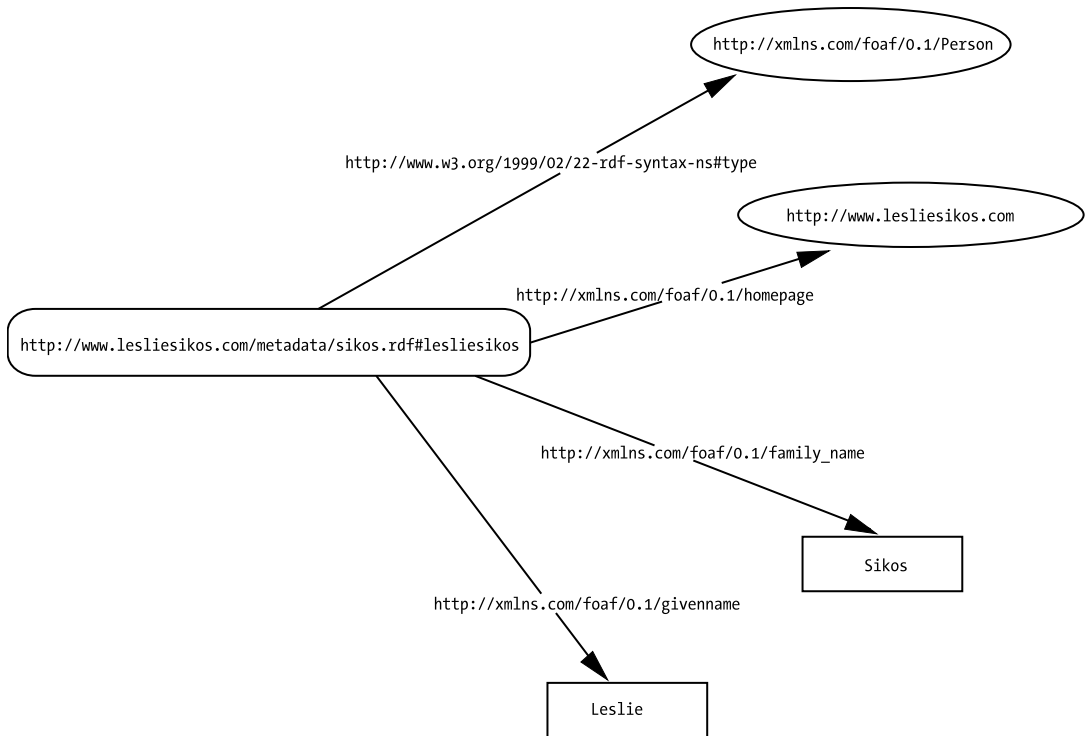 http://xmlns.com/foaf/0.1/Person
http://www.w3.org/1999/02/22-rdf-syntax-ns#type
http://www.lesliesikos.com
http://xmlns.com/foaf/0.1/homepage
http://www.lesliesikos.com/metadata/sikos.rdf#lesliesikos
http://xmlns.com/foaf/0.1/family_name
Sikos
http://xmlns.com/foaf/0.1/givenname
Leslie